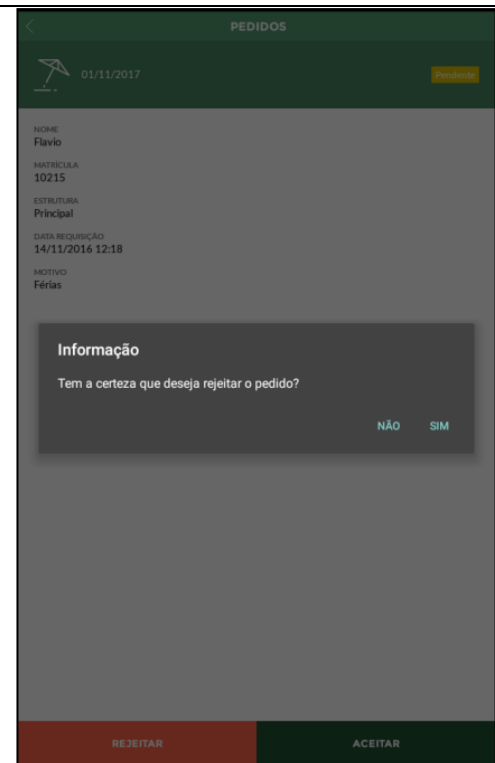 PEDIDOS
01/11/2017
Pendente
NOME
Flavio
MATRÍCULA
10215
ESTRUTURA
Principal
DATA REQUISIÇÃO
14/11/2016 12:18
MOTIVO
Férias
Informação
Tem a certeza que deseja rejeitar o pedido?
NÃO SIM
REJEITAR ACEITAR